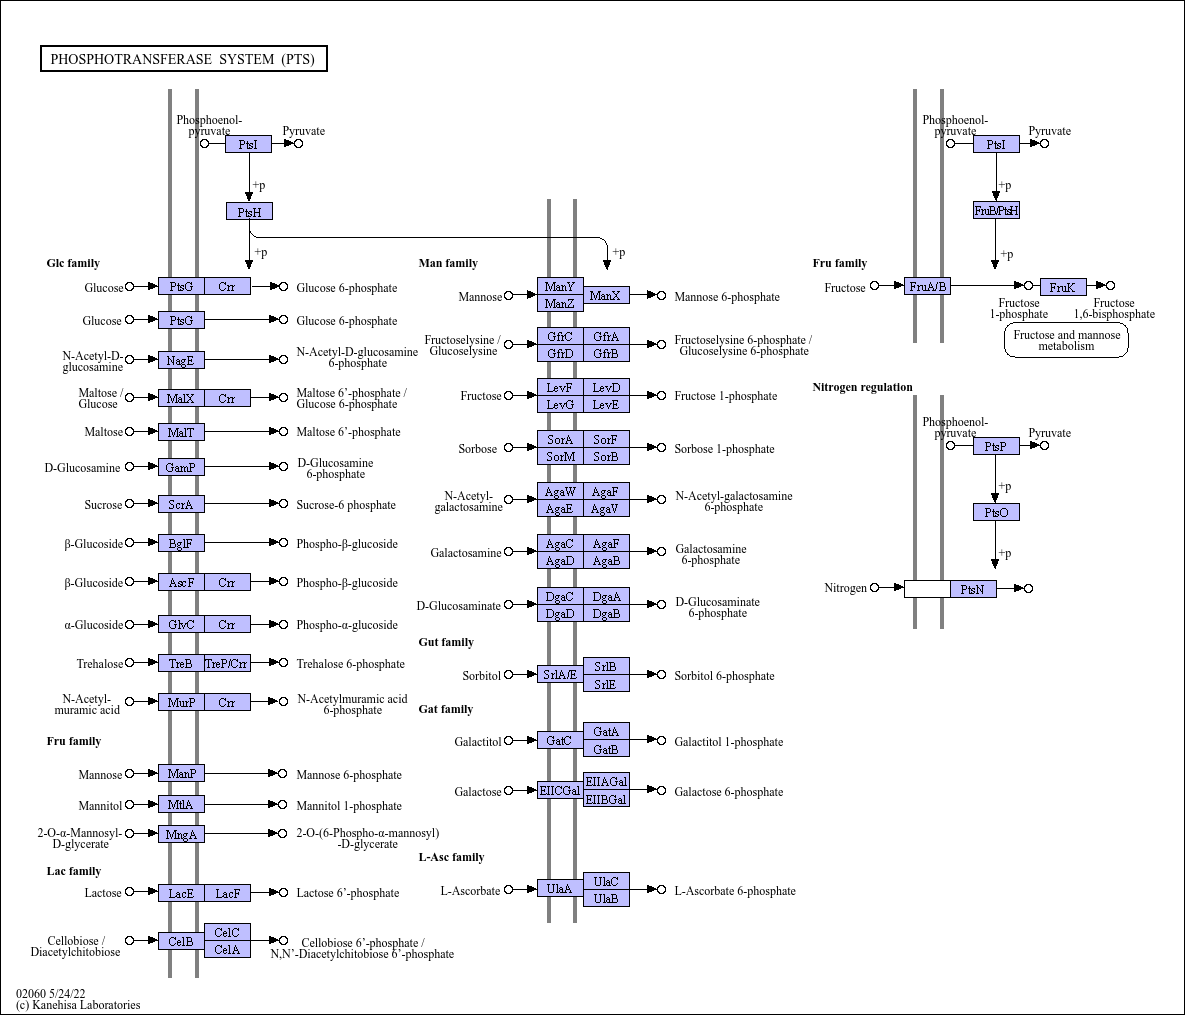 PHOSPHOTRANSFERASE SYSTEM (PTS)
Phosphoenol-
pyruvate
Pyruvate
PtsI
+p
PtsH
+p
+p
Glc family
Glucose
PtsG
Crr
Glucose 6-phosphate
Glucose
PtsG
Glucose 6-phosphate
N-Acetyl-D-
glucosamine
NagE
N-Acetyl-D-glucosamine
6-phosphate
Maltose /
Glucose
MalX
Crr
Maltose 6'-phosphate /
Glucose 6-phosphate
Maltose
MalT
Maltose 6'-phosphate
D-Glucosamine
GamP
D-Glucosamine
6-phosphate
Sucrose
ScrA
Sucrose-6 phosphate
β-Glucoside
BglF
Phospho-β-glucoside
β-Glucoside
AscF
Crr
Phospho-β-glucoside
α-Glucoside
GlvC
Crr
Phospho-α-glucoside
Trehalose
TreB
TreP/Crr
Trehalose 6-phosphate
N-Acetyl-
muramic acid
MurP
Crr
N-Acetylmuramic acid
6-phosphate
Fru family
Mannose
ManP
Mannose 6-phosphate
Mannitol
MtlA
Mannitol 1-phosphate
2-O-α-Mannosyl-
D-glycerate
MngA
2-O-(6-Phospho-α-mannosyl)
-D-glycerate
Lac family
Lactose
LacE
LacF
Lactose 6'-phosphate
Cellobiose /
Diacetylchitobiose
CelB
CelC
CelA
Cellobiose 6'-phosphate /
N,N'-Diacetylchitobiose 6'-phosphate
Man family
Mannose
ManY
ManZ
ManX
Mannose 6-phosphate
Fructoselysine /
Glucoselysine
GfrC
GfrA
GfrD
GfrB
Fructoselysine 6-phosphate /
Glucoselysine 6-phosphate
Fructose
LevF
LevD
LevG
LevE
Fructose 1-phosphate
Sorbose
SorA
SorF
SorM
SorB
Sorbose 1-phosphate
N-Acetyl-
galactosamine
AgaW
AgaF
AgaE
AgaV
N-Acetyl-galactosamine
6-phosphate
Galactosamine
AgaC
AgaF
AgaD
AgaB
Galactosamine
6-phosphate
D-Glucosaminate
DgaC
DgaA
DgaD
DgaB
D-Glucosaminate
6-phosphate
Gut family
Sorbitol
SrlA/E
SrlB
SrlE
Sorbitol 6-phosphate
Gat family
Galactitol
GatC
GatA
GatB
Galactitol 1-phosphate
Galactose
EIICGal
EIIAGal
EIIBGal
Galactose 6-phosphate
L-Asc family
L-Ascorbate
UlaA
UlaC
UlaB
L-Ascorbate 6-phosphate
Phosphoenol-
pyruvate
Pyruvate
PtsI
+p
FruB/PtsH
+p
Fru family
Fructose
FruA/B
Fructose
1-phosphate
FruK
Fructose
1,6-bisphosphate
Fructose and mannose
metabolism
Nitrogen regulation
Phosphoenol-
pyruvate
Pyruvate
PtsP
+p
PtsO
+p
Nitrogen
PtsN
02060 5/24/22
(c) Kanehisa Laboratories